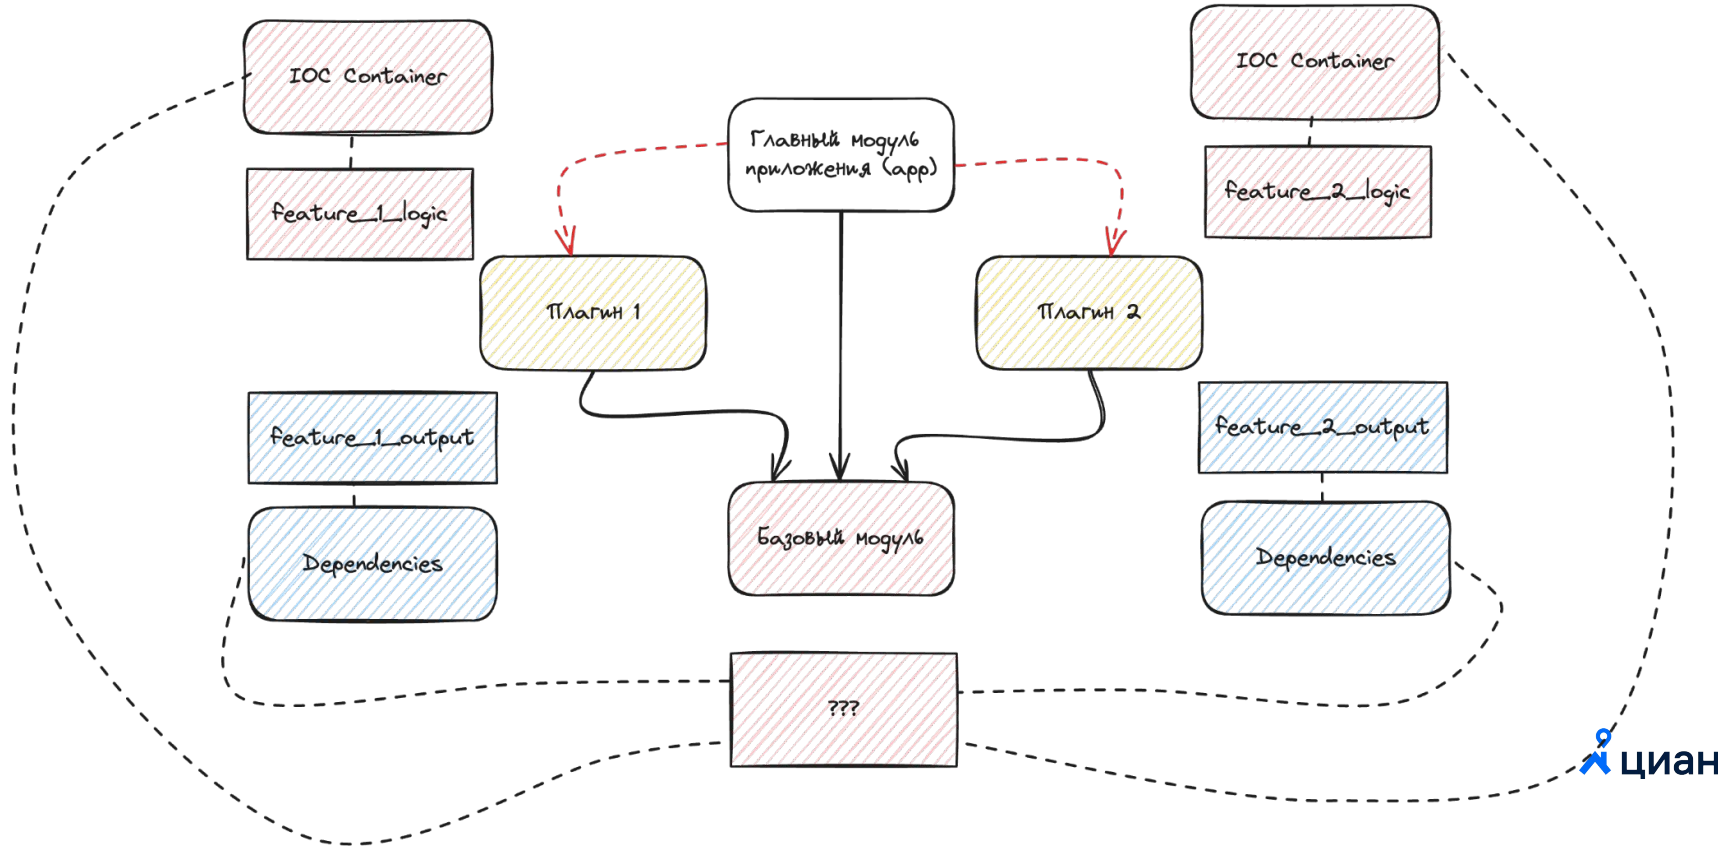 IOC Container
IOC Container
Главный модуль
приложения (app)
feature_1_logic
feature_2_logic
Плагин 1
Плагин 2
feature_1_output
feature_2_output
Базовый модуль
Dependencies
Dependencies
???
циан